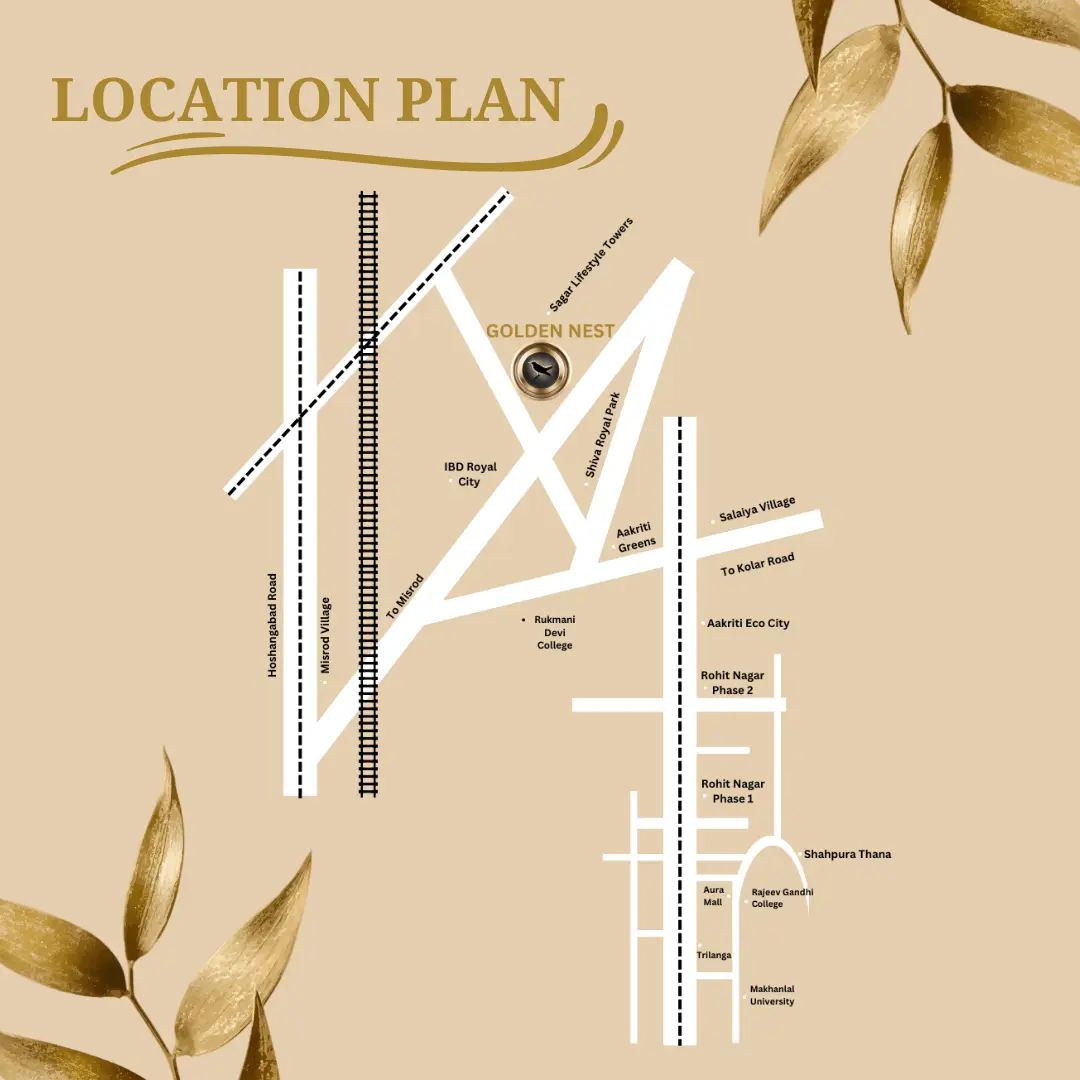 LOCATION PLAN
Sagar Lifestyle Towers
GOLDEN NEST
Shiva Royal Park
IBD Royal
City
Salaiya Village
Aakriti
Greens
To Kolar Road
To Misrod
Hoshangabad Road
Misrod Village
Rukmani
Devi
College
Aakriti Eco City
Rohit Nagar
Phase 2
Rohit Nagar
Phase 1
Shahpura Thana
Aura
Mall
Rajeev Gandhi
College
Trilanga
Makhanlal
University